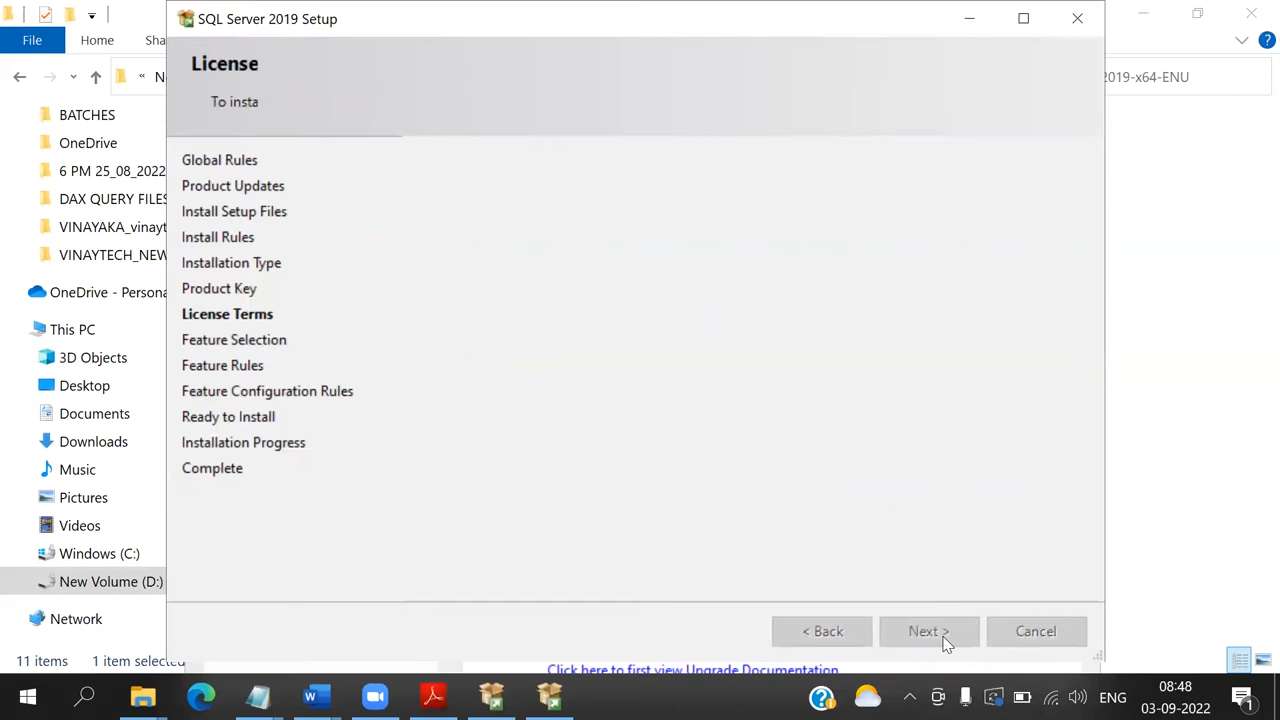 SQL Server 2019 Setup
File
Home
Sha
« N
2019-x64-ENU
License
To insta
BATCHES
OneDrive
6 PM 25_08_2022
DAX QUERY FILES
VINAYAKA_vinayt
VINAYTECH_NEW
OneDrive - Persona
This PC
3D Objects
Desktop
Documents
Downloads
Music
Pictures
Videos
Windows (C:)
New Volume (D:)
Network
Global Rules
Product Updates
Install Setup Files
Install Rules
Installation Type
Product Key
License Terms
Feature Selection
Feature Rules
Feature Configuration Rules
Ready to Install
Installation Progress
Complete
< Back
Next >
Cancel
11 items
1 item selected
Click here to first view Upgrade Documentation
ENG
08:48
03-09-2022
1